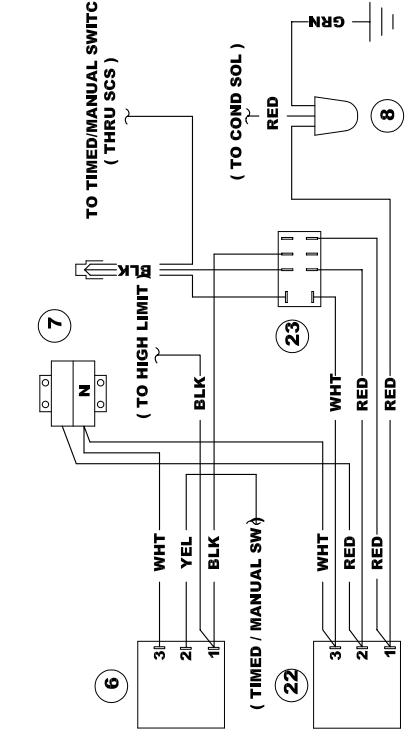 GRN
TO TIMED/MANUAL SWITC
( THRU SCS )
( TO COND SOL )
RED
8
BLK
( TO HIGH LIMIT )
7
N
23
BLK
WHT
RED
RED
WHT
YEL
BLK
( TIMED / MANUAL SW )
WHT
RED
RED
6
3
2
1
22
3
2
1